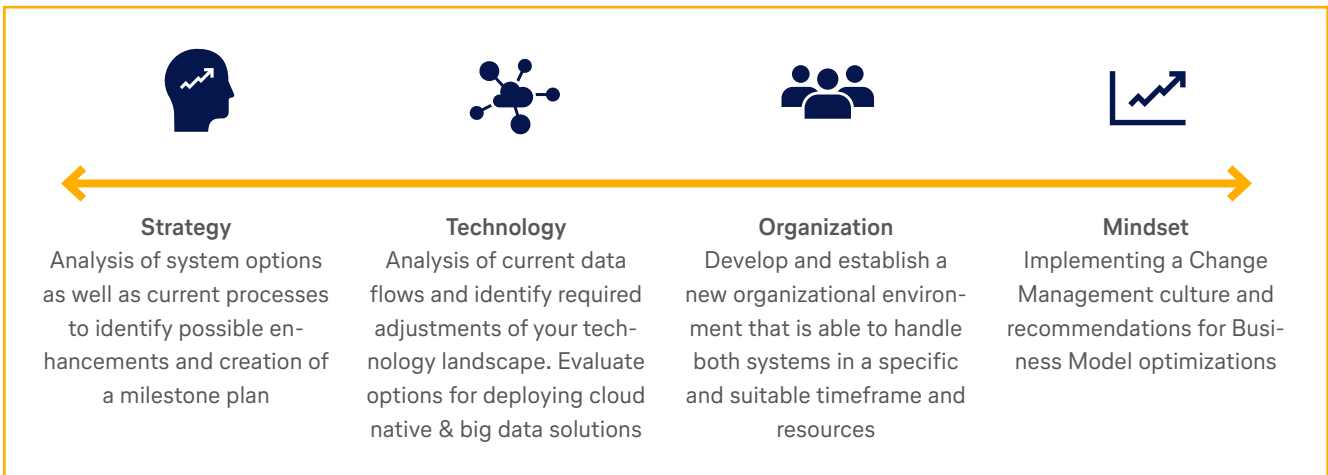 Strategy
Analysis of system options
as well as current processes
to identify possible en-
hancements and creation of
a milestone plan
Technology
Analysis of current data
flows and identify required
adjustments of your tech-
nology landscape. Evaluate
options for deploying cloud
native & big data solutions
Organization
Develop and establish a
new organizational environ-
ment that is able to handle
both systems in a specific
and suitable timeframe and
resources
Mindset
Implementing a Change
Management culture and
recommendations for Busi-
ness Model optimizations